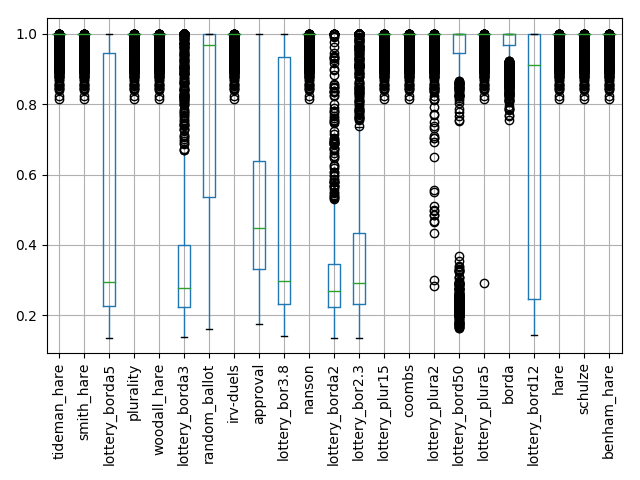 1.0
0.8
0.6
0.4
0.2
tideman_hare
smith_hare
lottery_borda5
plurality
woodall_hare
lottery_borda3
random_ballot
irv-duels
approval
lottery_bor3.8
nanson
lottery_borda2
lottery_bor2.3
lottery_plur15
coombs
lottery_plura2
lottery_bord50
lottery_plura5
borda
lottery_bord12
hare
schulze
benham_hare